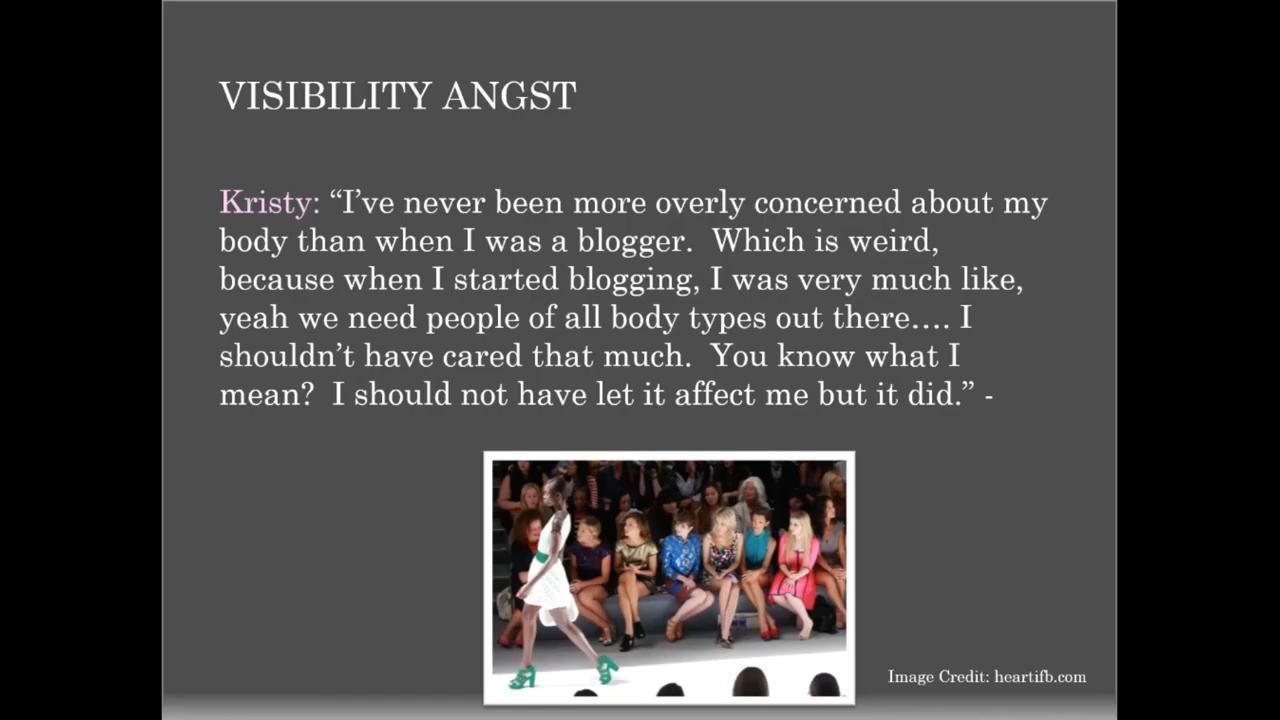 VISIBILITY ANGST
Kristy: “I’ve never been more overly concerned about my
body than when I was a blogger.  Which is weird,
because when I started blogging, I was very much like,
yeah we need people of all body types out there…. I
shouldn’t have cared that much.  You know what I
mean?  I should not have let it affect me but it did.” -
Image Credit: heartifb.com